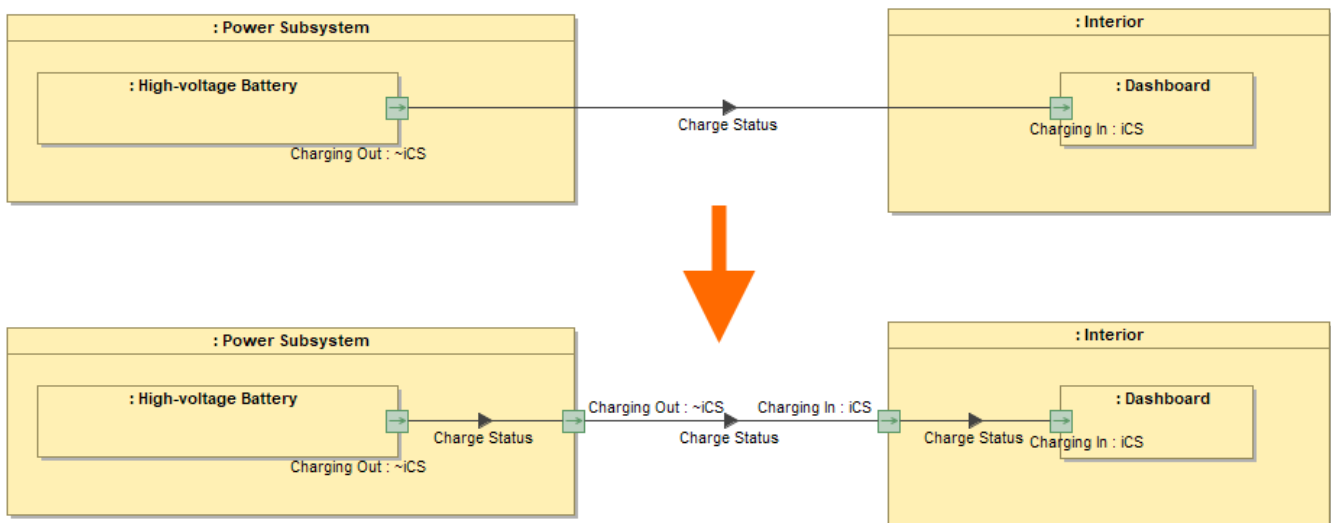 : Power Subsystem
: Interior
: High-voltage Battery
: Dashboard
Charge Status
Charging In : iCS
Charging Out : ~iCS
: Power Subsystem
: Interior
: High-voltage Battery
: Dashboard
Charging Out : ~iCS
Charging In : iCS
Charge Status
Charge Status
Charge Status
Charging In : iCS
Charging Out : ~iCS